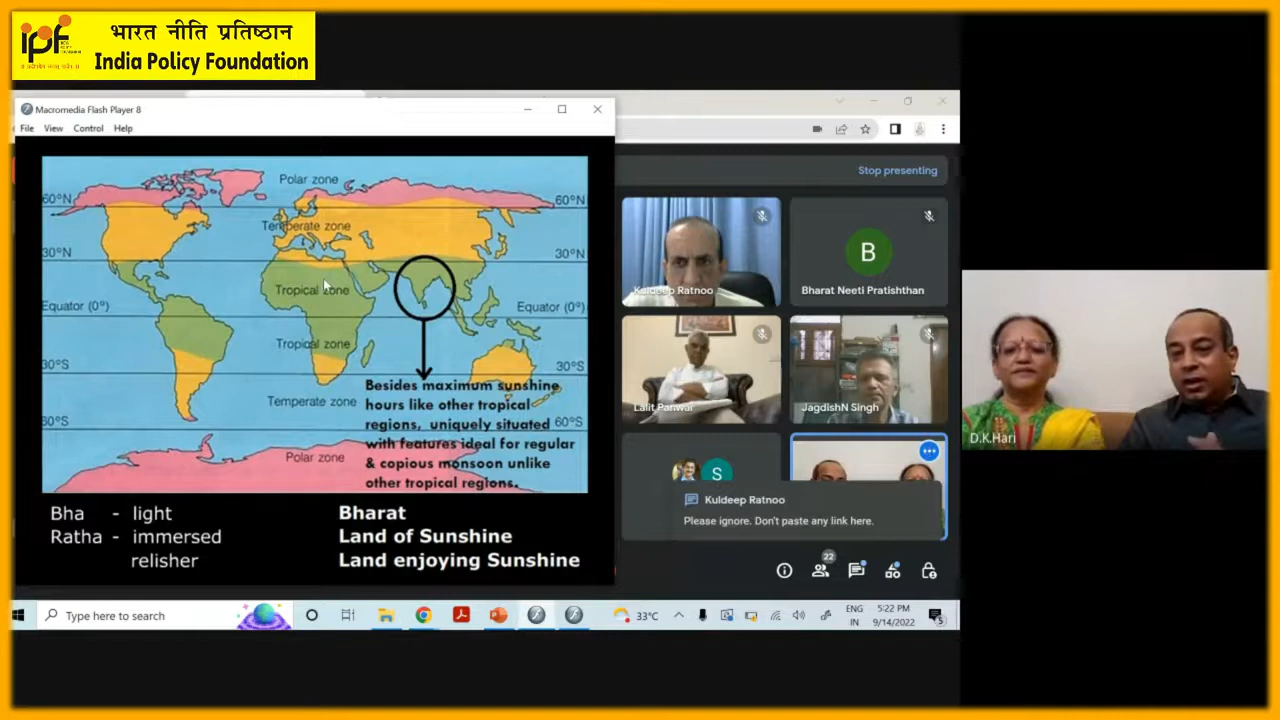 भारत नीति प्रतिष्ठान
ipf
India Policy Foundation
Macromedia Flash Player 8
File View Control Help
Stop presenting
Polar zone
60°N
60°N
Temperate zone
30°N
30°N
Tropical zone
Equator (0°)
Equator (0°)
Tropical zone
30°S
30°S
Temperate zone
60°S
60°S
Polar zone
Besides maximum sunshine
hours like other tropical
regions, uniquely situated
with features ideal for regular
& copious monsoon unlike
other tropical regions.
Bha - light
Ratha - immersed
relisher
Bharat
Land of Sunshine
Land enjoying Sunshine
Kuldeep Ratnoo
B
Bharat Neeti Pratishthan
Lalit Panwar
JagdishN Singh
S
Kuldeep Ratnoo
Please ignore. Don't paste any link here.
22
D.K.Hari
Type here to search
33°C
ENG
IN
5:22 PM
9/14/2022
5